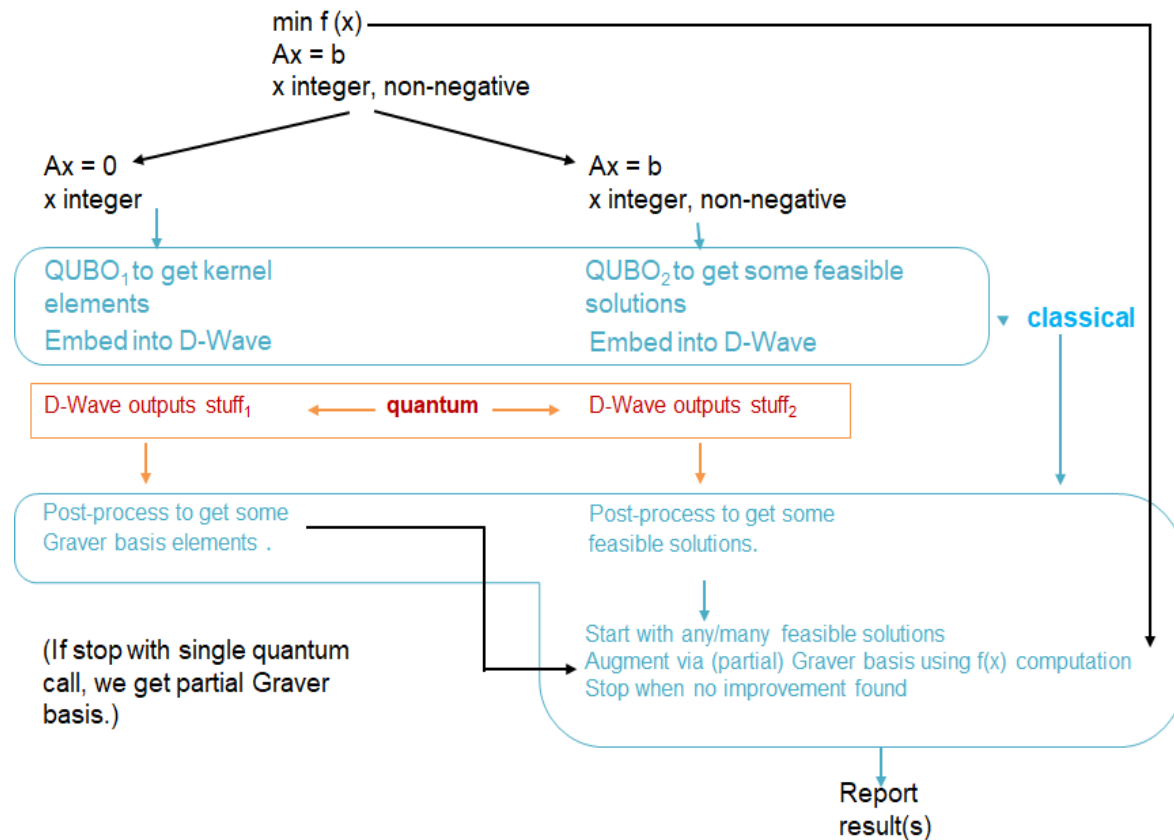 min f (x)
Ax = b
x integer, non-negative
Ax = 0
x integer
Ax = b
x integer, non-negative
QUBO₁ to get kernel
elements
Embed into D-Wave
QUBO₂ to get some feasible
solutions
Embed into D-Wave
classical
D-Wave outputs stuff₁
quantum
D-Wave outputs stuff₂
Post-process to get some
Graver basis elements .
Post-process to get some
feasible solutions.
(If stop with single quantum
call, we get partial Graver
basis.)
Start with any/many feasible solutions
Augment via (partial) Graver basis using f(x) computation
Stop when no improvement found
Report
result(s)